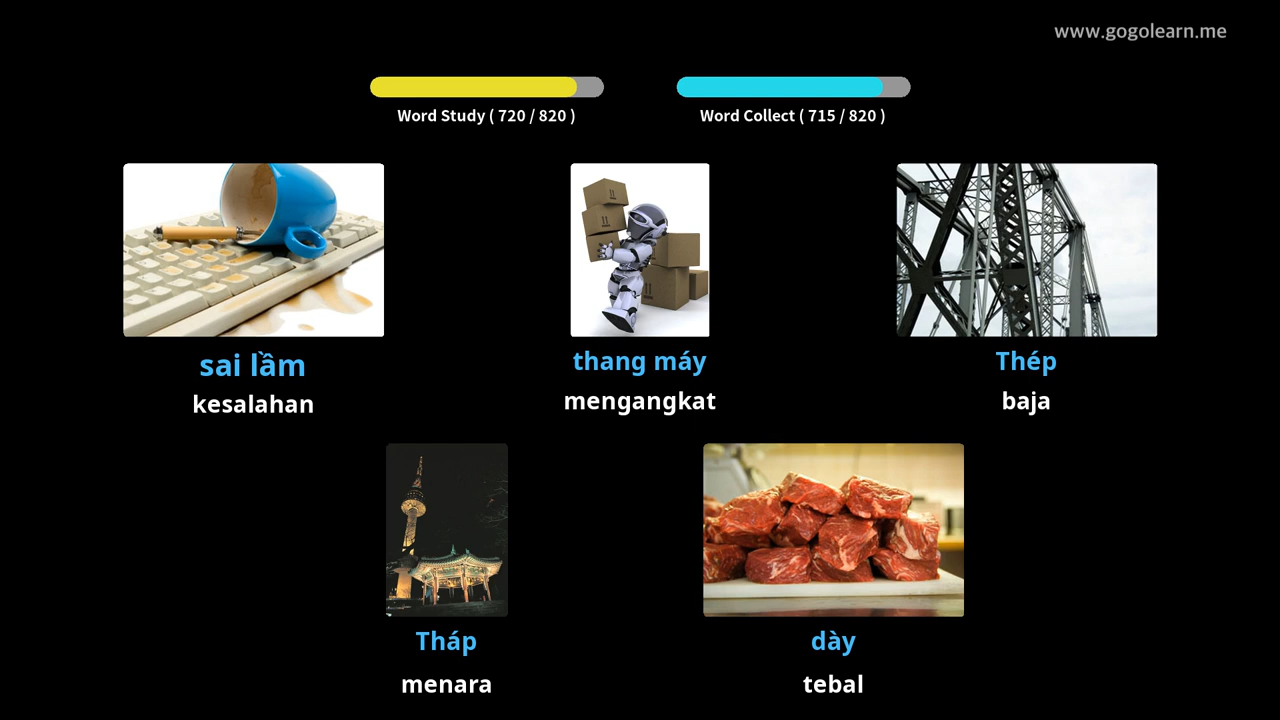 www.gogolearn.me
Word Study ( 720 / 820 )
Word Collect ( 715 / 820 )
sai lầm
kesalahan
thang máy
mengangkat
Thép
baja
Tháp
menara
dày
tebal